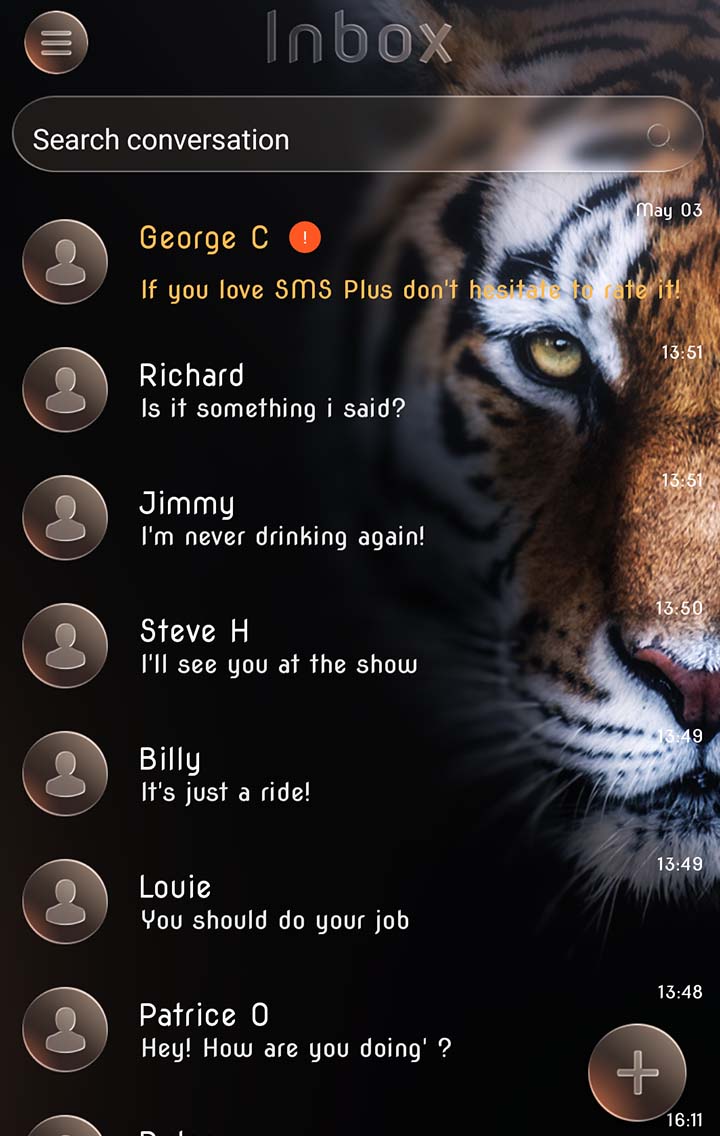 Inbox
Search conversation
May 03
George C !
If you love SMS Plus don't hesitate to rate it!
13:51
Richard
Is it something i said?
13:51
Jimmy
I'm never drinking again!
13:50
Steve H
I'll see you at the show
13:49
Billy
It's just a ride!
13:49
Louie
You should do your job
13:48
Patrice O
Hey! How are you doing' ?
16:11